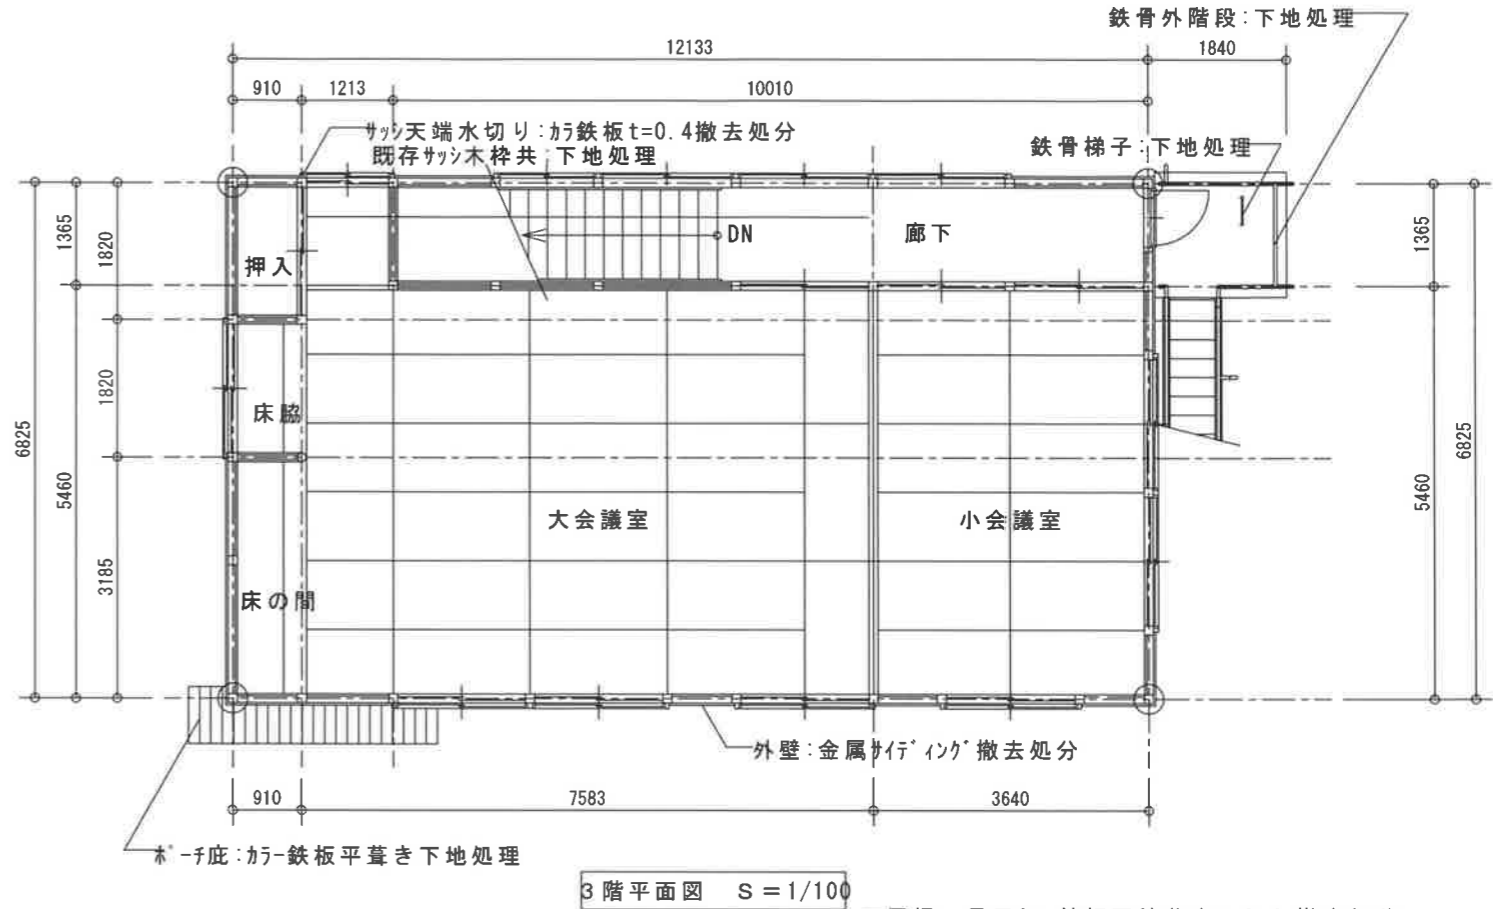 鉄骨外階段:下地処理
12133
1840
910
1213
10010
サッシ天端水切り:カラ鉄板t=0.4撤去処分
既存サッシ木枠共:下地処理
鉄骨梯子:下地処理
1365
1820
押入
DN
廊下
1365
6825
5460
1820
床脇
3185
大会議室
小会議室
床の間
5460
6825
外壁:金属サイディング撤去処分
910
7583
3640
ポーチ庇:カラー鉄板平葺き下地処理
3階平面図 S=1/100